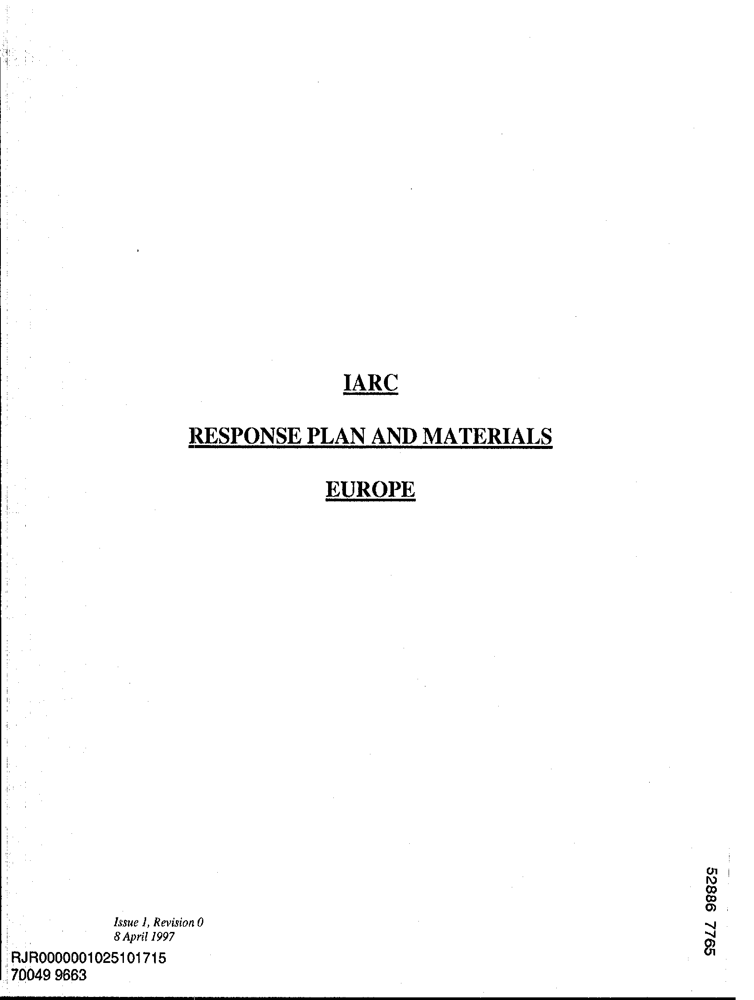 IARC
RESPONSE PLAN AND MATERIALS
EUROPE
Issue 1, Revision 0
8 April 1997
RJR0000001025101715
70049 9663
52886 7765